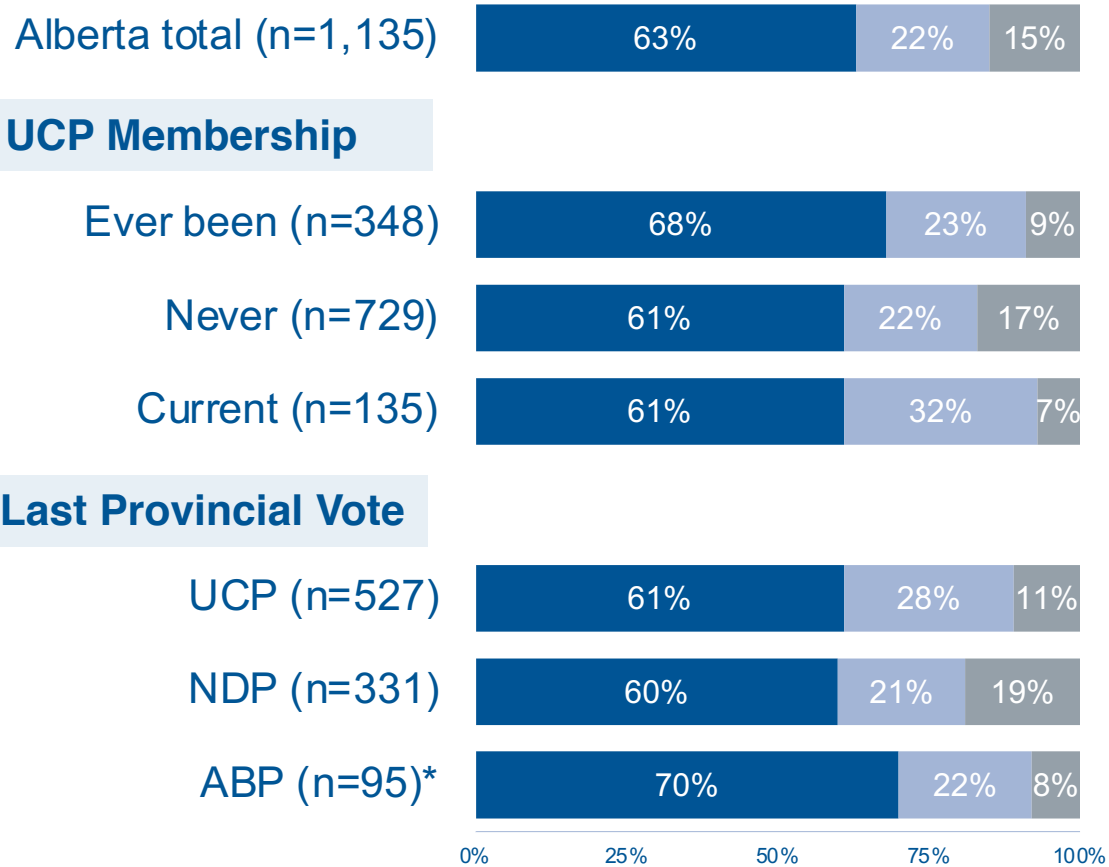 Alberta total (n=1,135) 63% 22% 15%
UCP Membership
Ever been (n=348) 68% 23% 9%
Never (n=729) 61% 22% 17%
Current (n=135) 61% 32% 7%
Last Provincial Vote
UCP (n=527) 61% 28% 11%
NDP (n=331) 60% 21% 19%
ABP (n=95)* 70% 22% 8%
0% 25% 50% 75% 100%